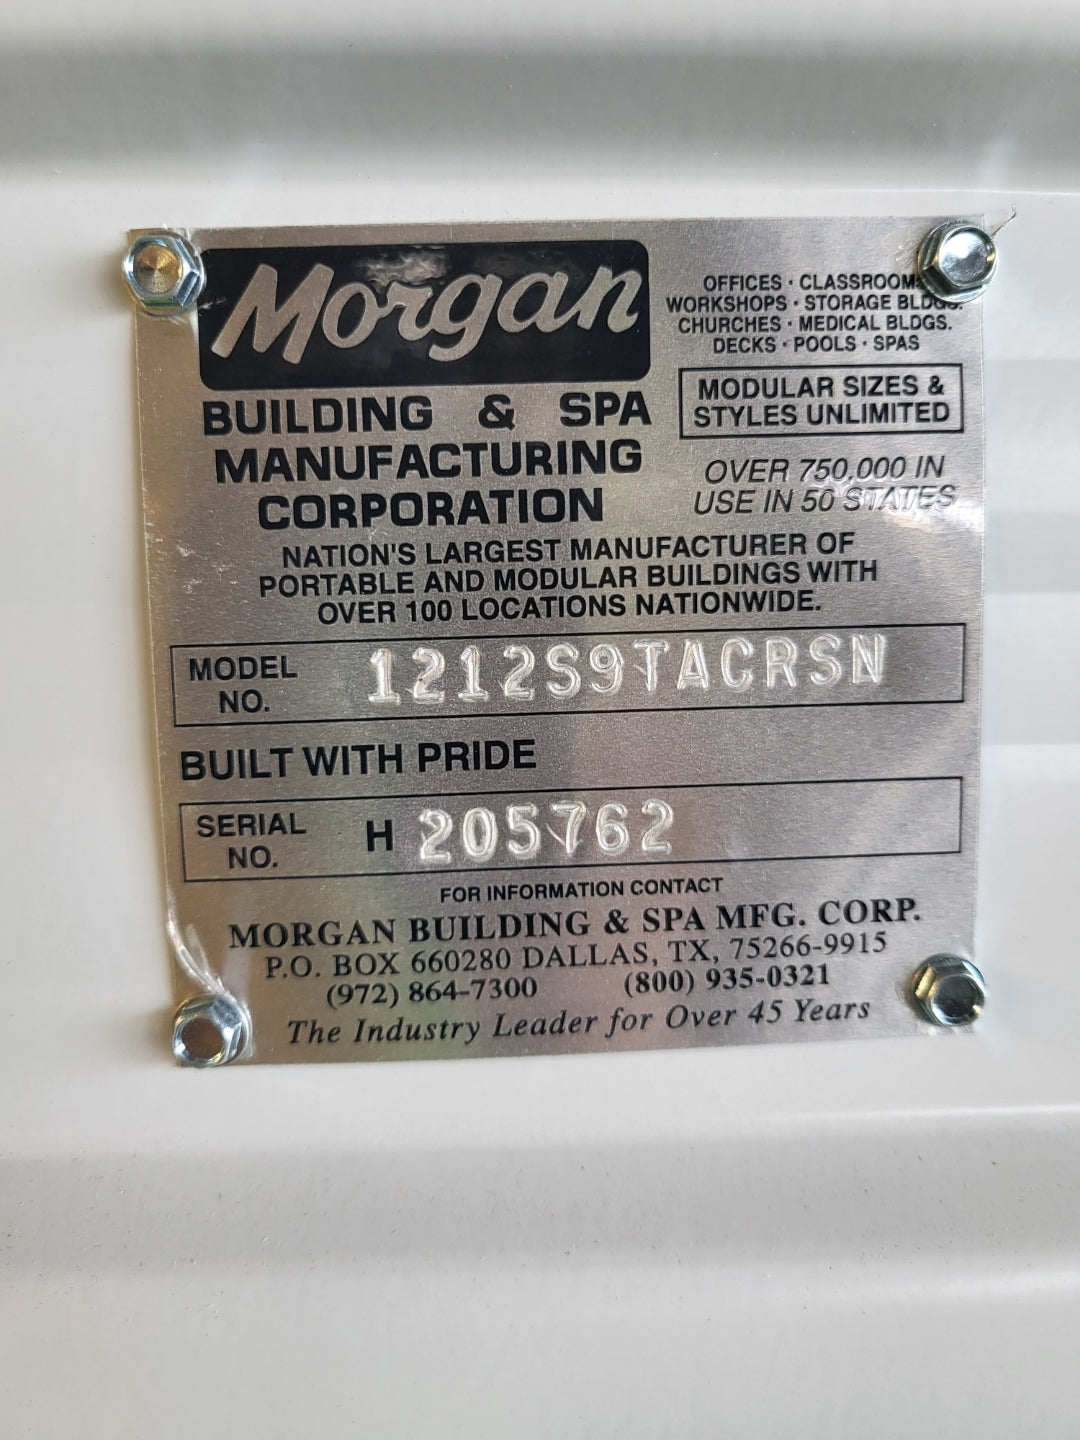 Morgan
BUILDING & SPA
MANUFACTURING
CORPORATION
OFFICES · CLASSROOMS
WORKSHOPS · STORAGE BLDGS.
CHURCHES · MEDICAL BLDGS.
DECKS · POOLS · SPAS
MODULAR SIZES &
STYLES UNLIMITED
OVER 750,000 IN
USE IN 50 STATES
NATION'S LARGEST MANUFACTURER OF
PORTABLE AND MODULAR BUILDINGS WITH
OVER 100 LOCATIONS NATIONWIDE.
MODEL NO. 1212S9TACRSN
BUILT WITH PRIDE
SERIAL NO. H 205762
FOR INFORMATION CONTACT
MORGAN BUILDING & SPA MFG. CORP.
P.O. BOX 660280 DALLAS, TX, 75266-9915
(972) 864-7300 (800) 935-0321
The Industry Leader for Over 45 Years